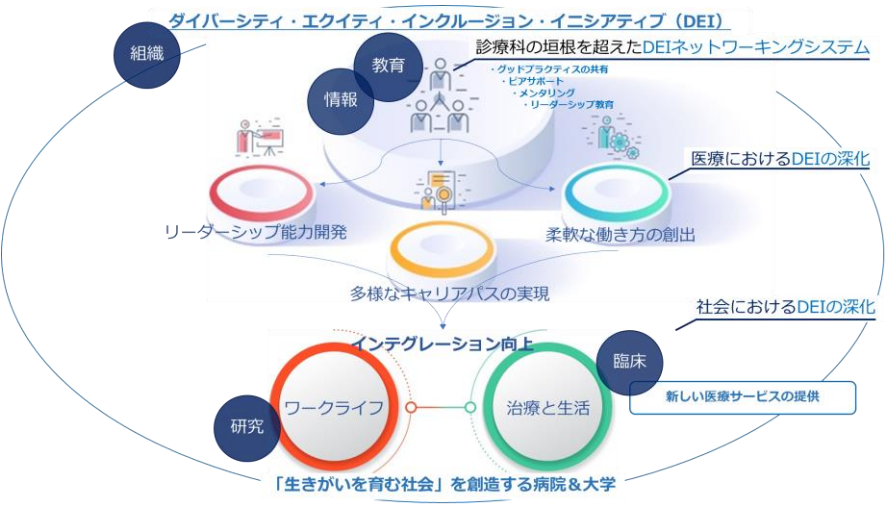 ダイバーシティ・エクイティ・インクルージョン・イニシアティブ（DEI）
組織
教育
情報
診療科の垣根を超えたDEIネットワーキングシステム
・グッドプラクティスの共有
・ピアサポート
・メンタリング
・リーダーシップ教育
医療におけるDEIの深化
リーダーシップ能力開発
柔軟な働き方の創出
多様なキャリアパスの実現
社会におけるDEIの深化
インテグレーション向上
臨床
ワークライフ
治療と生活
新しい医療サービスの提供
研究
「生きがいを育む社会」を創造する病院&大学